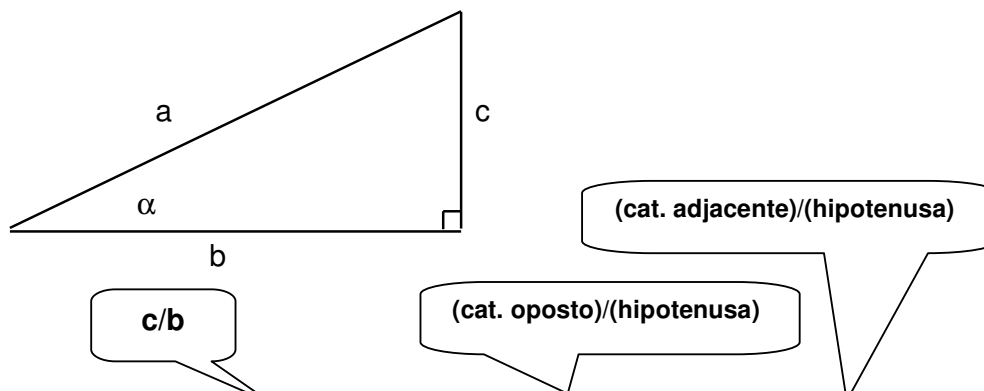 a
c
α
(cat. adjacente)/(hipotenusa)
b
c/b
(cat. oposto)/(hipotenusa)